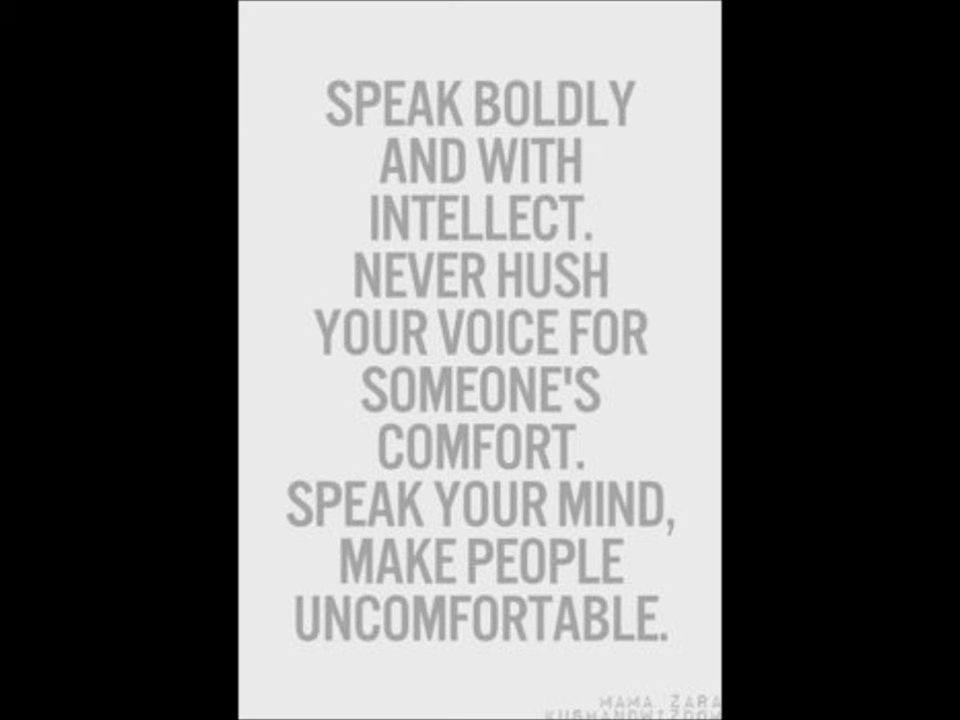 SPEAK BOLDLY
AND WITH
INTELLECT.
NEVER HUSH
YOUR VOICE FOR
SOMEONE'S
COMFORT.
SPEAK YOUR MIND,
MAKE PEOPLE
UNCOMFORTABLE.
MAMA ZARA
KUSHANDWIZDOM